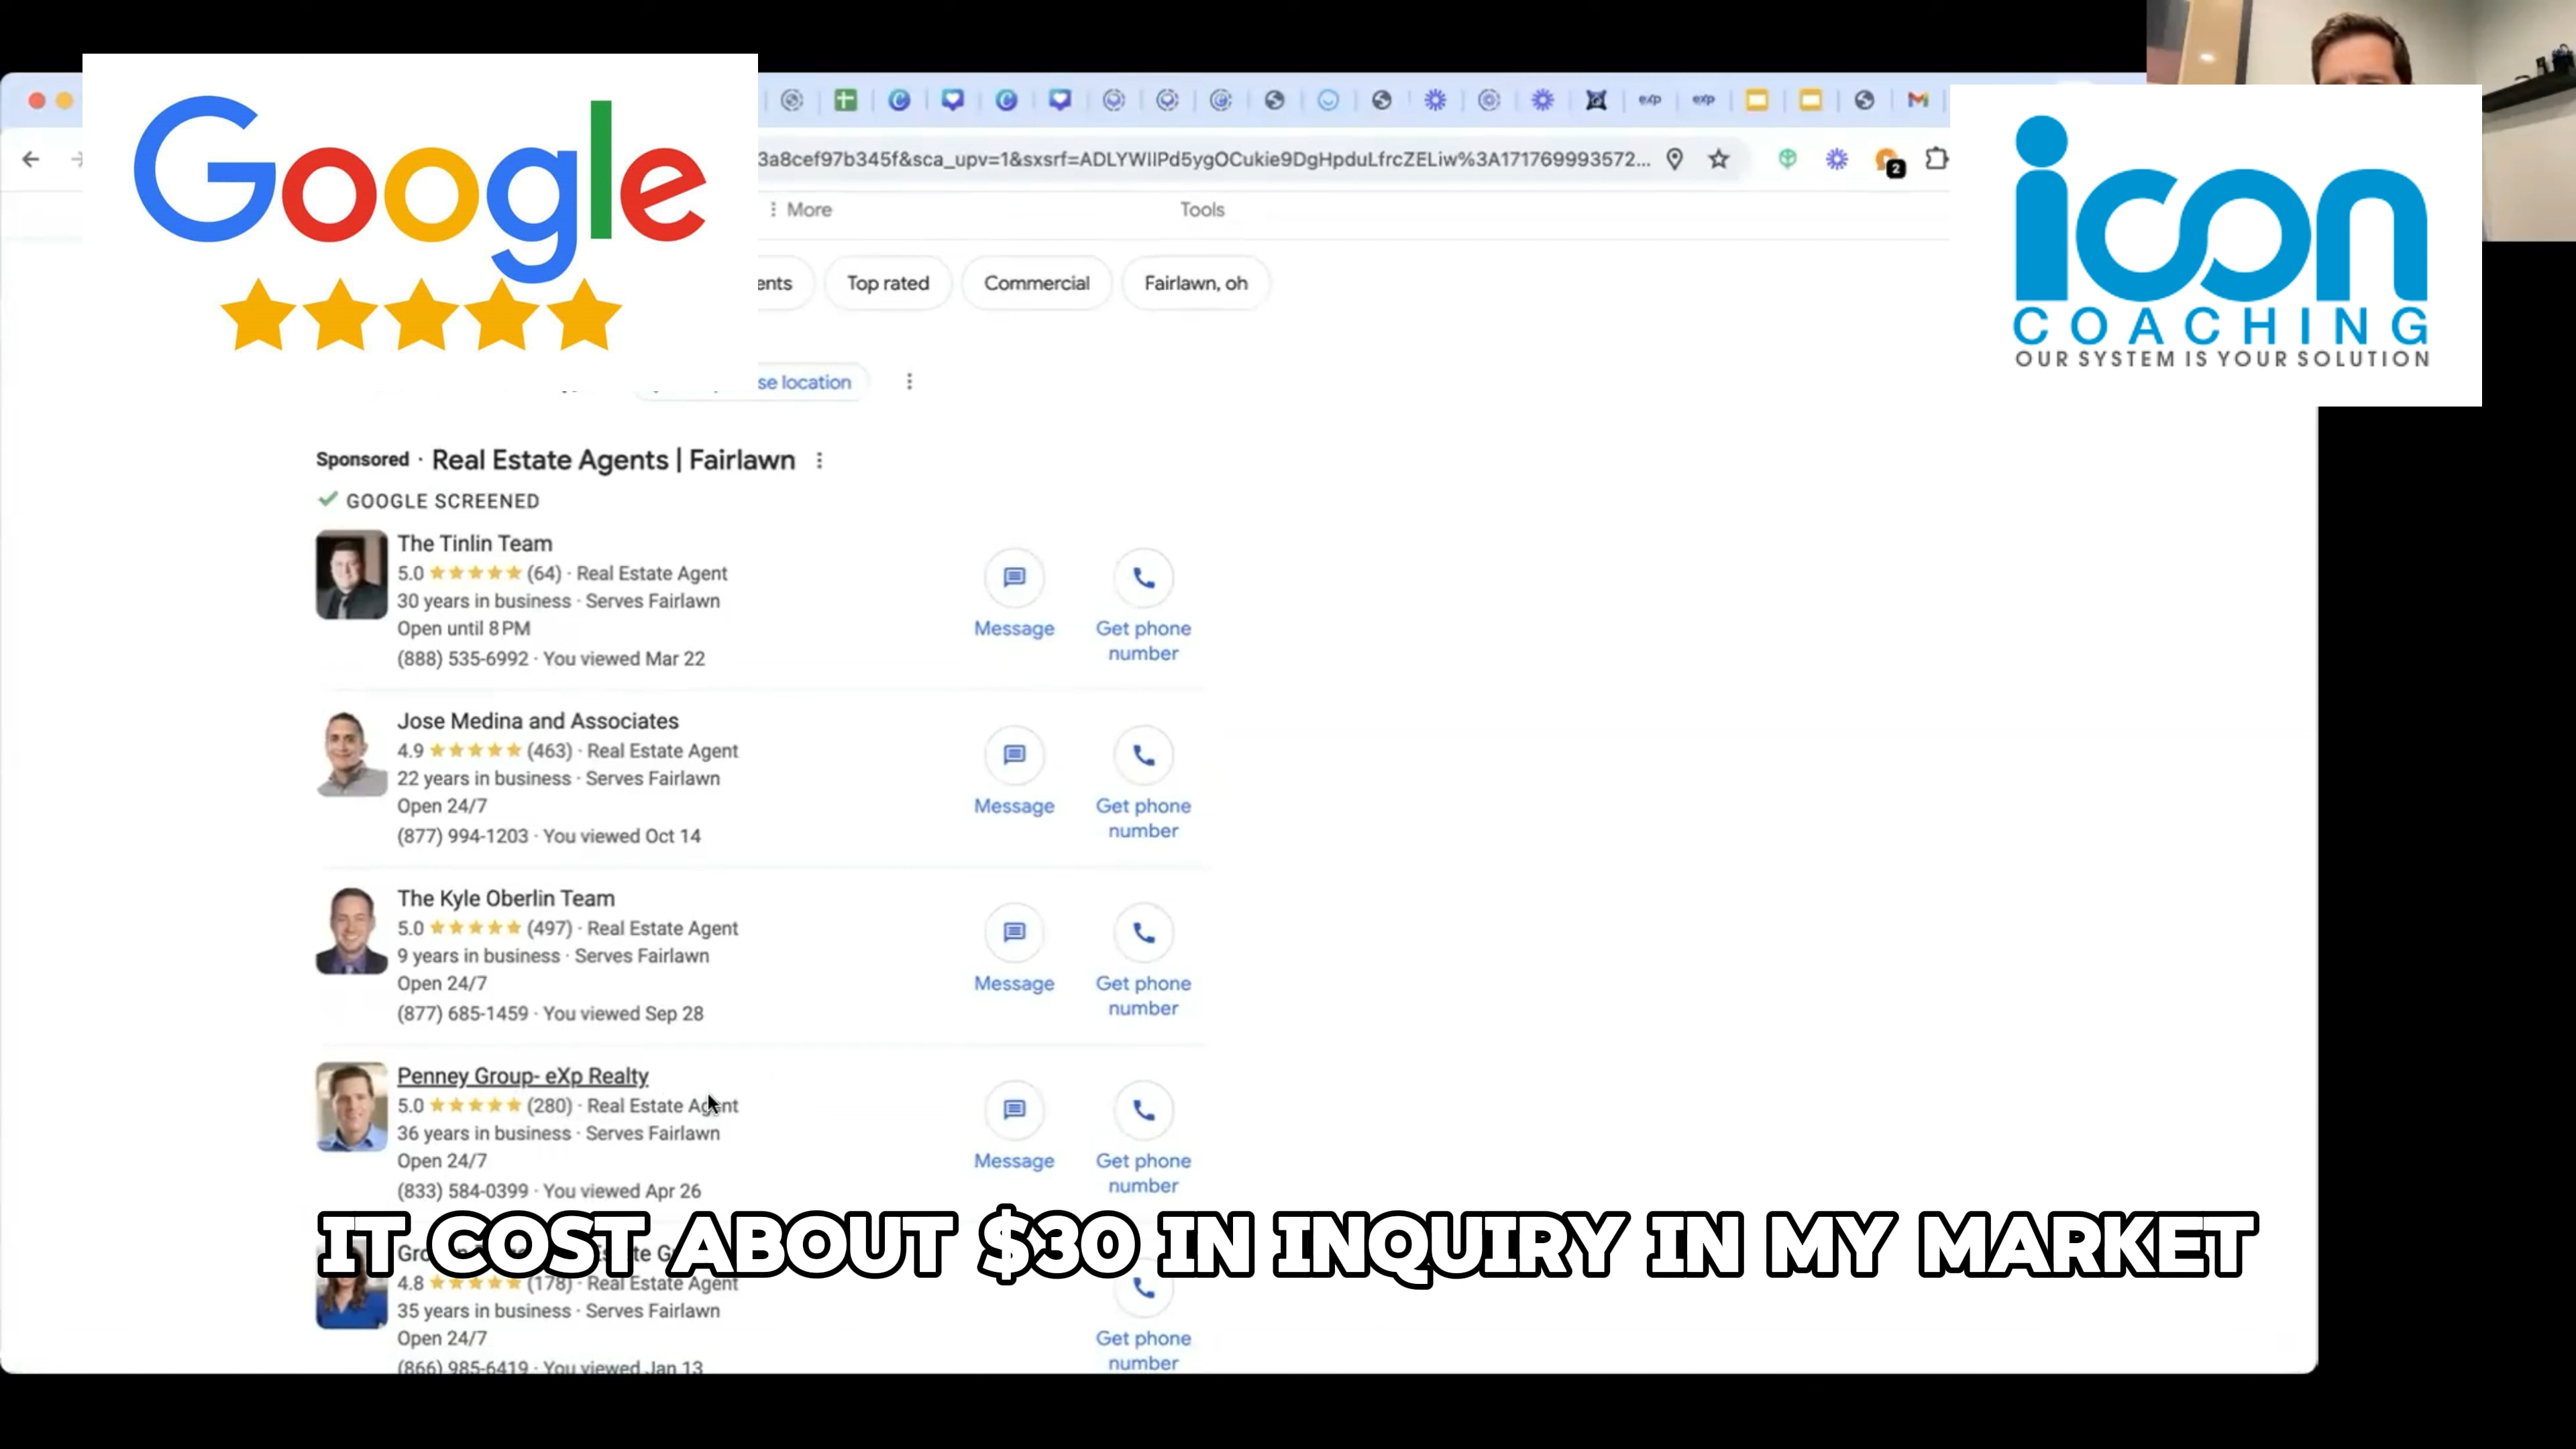 Google
3a8cef97b345f&sca_upv=1&sxsrf=ADLYWIlPd5ygOCukie9DgHpduLfrcZELiw%3A171769993572...
2
exp
exp
icon
COACHING
OUR SYSTEM IS YOUR SOLUTION
More
Tools
Top rated
Commercial
Fairlawn, oh
location
Sponsored · Real Estate Agents | Fairlawn
GOOGLE SCREENED
The Tinlin Team
5.0 (64) · Real Estate Agent
30 years in business · Serves Fairlawn
Open until 8 PM
(888) 535-6992 · You viewed Mar 22
Message
Get phone
number
Jose Medina and Associates
4.9 (463) · Real Estate Agent
22 years in business · Serves Fairlawn
Open 24/7
(877) 994-1203 · You viewed Oct 14
Message
Get phone
number
The Kyle Oberlin Team
5.0 (497) · Real Estate Agent
9 years in business · Serves Fairlawn
Open 24/7
(877) 685-1459 · You viewed Sep 28
Message
Get phone
number
Penney Group- eXp Realty
5.0 (280) · Real Estate Agent
36 years in business · Serves Fairlawn
Open 24/7
(833) 584-0399 · You viewed Apr 26
Message
Get phone
number
IT COST ABOUT $30 IN INQUIRY IN MY MARKET
4.8 (178) · Real Estate Agent
35 years in business · Serves Fairlawn
Open 24/7
(866) 985-6419 · You viewed Jan 13
Get phone
number